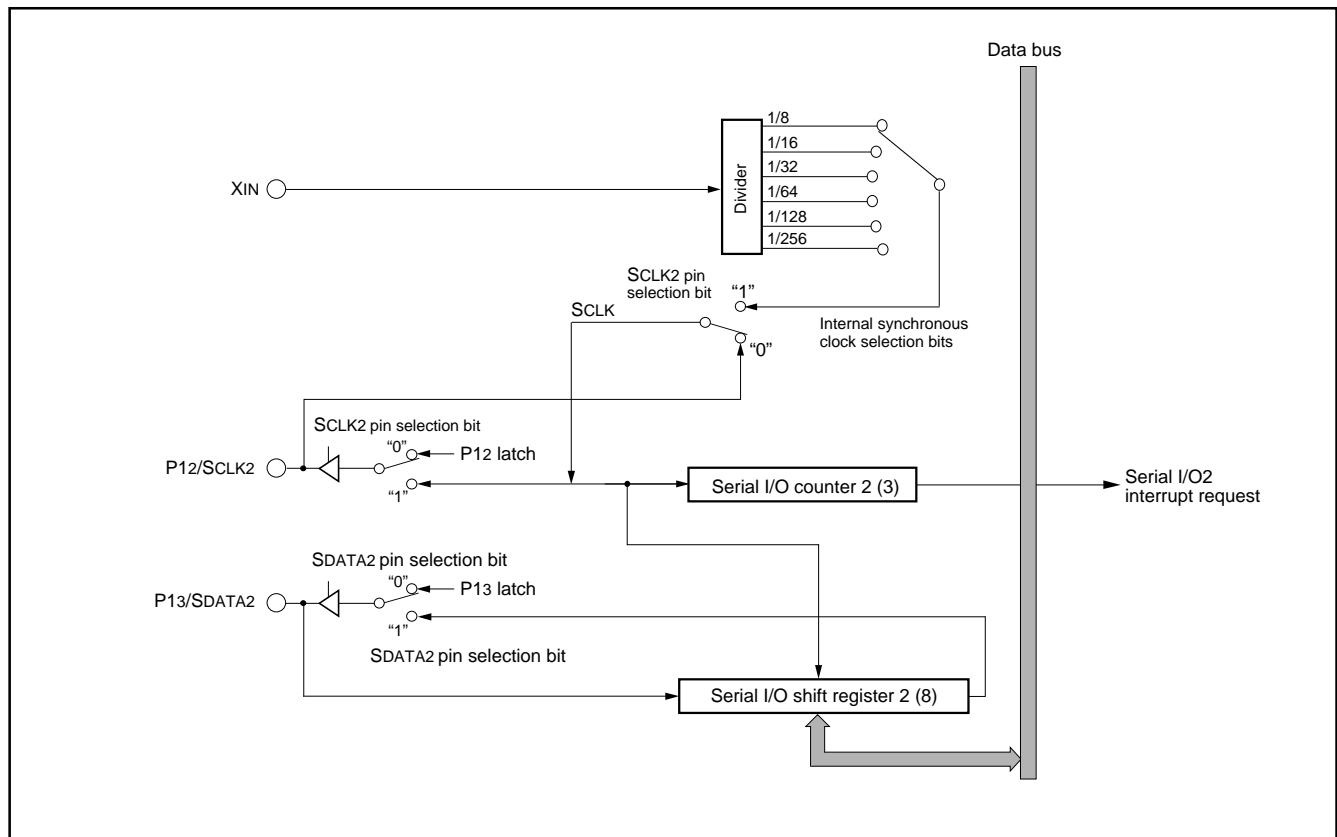 Data bus
1/8
1/16
1/32
1/64
1/128
1/256
Divider
XIN
SCLK2 pin
selection bit
“1”
SCLK
“0”
Internal synchronous
clock selection bits
SCLK2 pin selection bit
“0”
P12 latch
P12/SCLK2
“1”
Serial I/O counter 2 (3)
Serial I/O2
interrupt request
SDATA2 pin selection bit
“0”
P13 latch
P13/SDATA2
“1”
SDATA2 pin selection bit
Serial I/O shift register 2 (8)